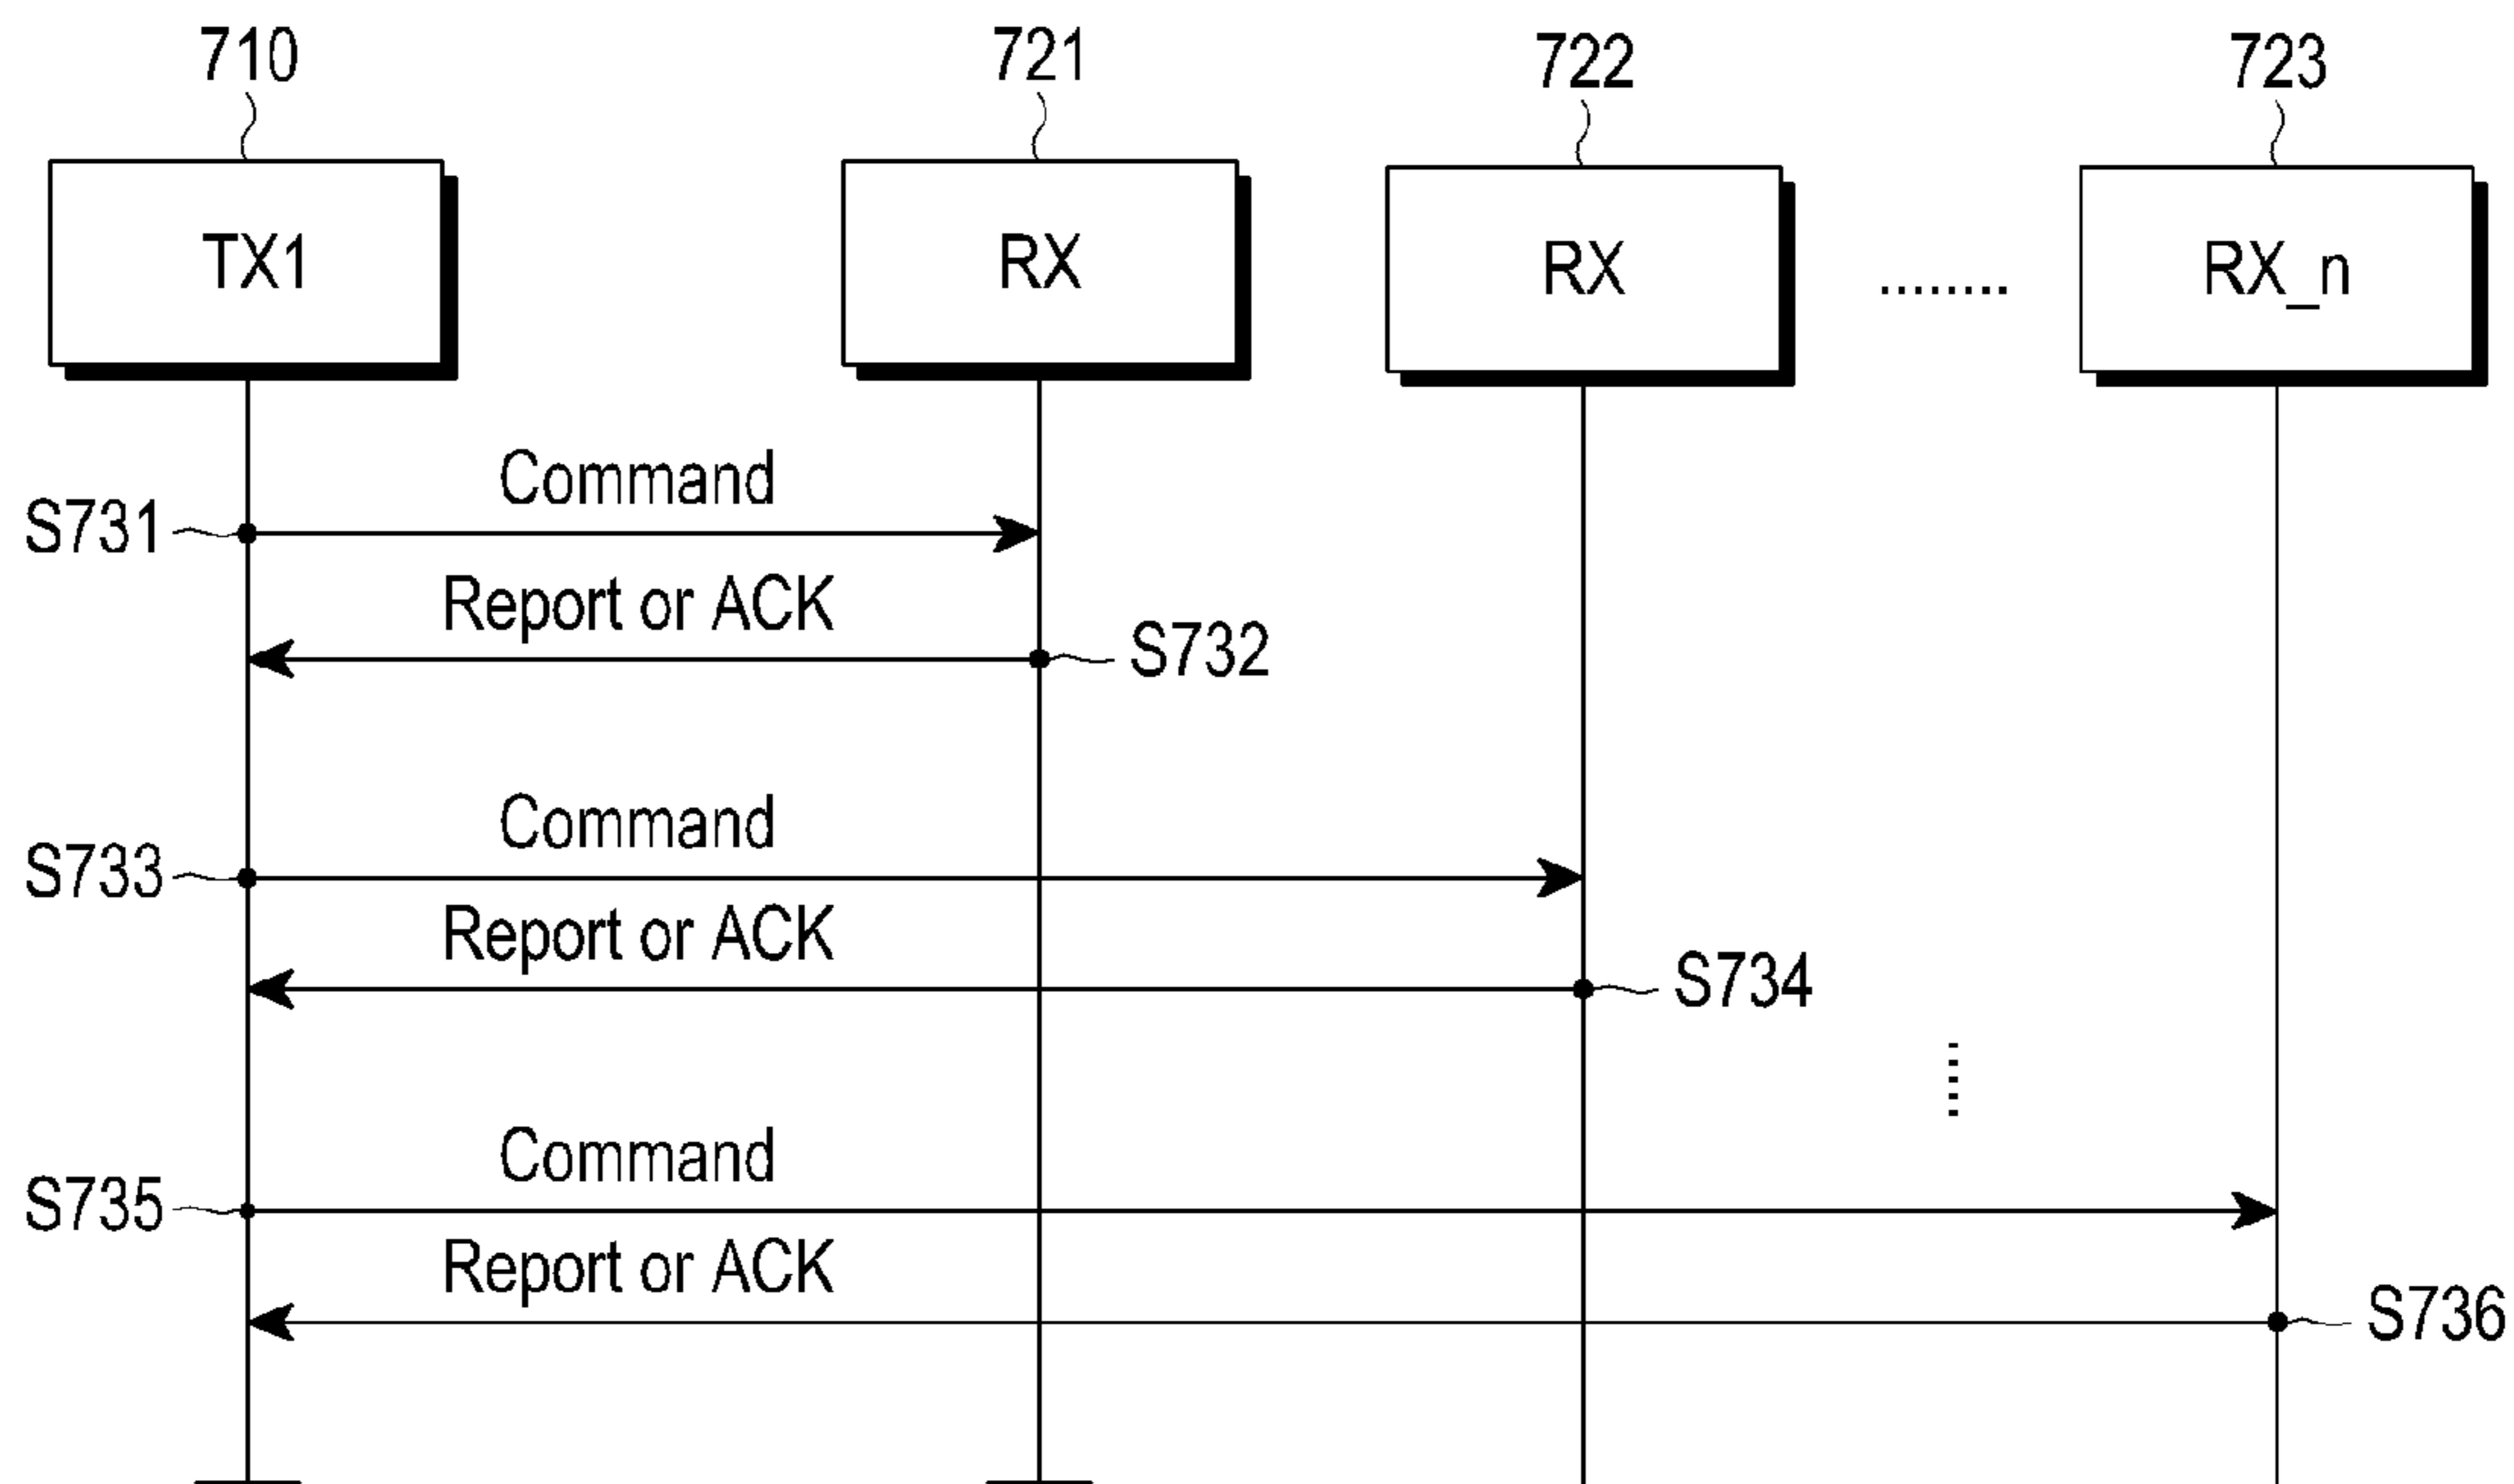 710 721 722 723
TX1 RX RX ........ RX_n
Command
S731
Report or ACK
S732
Command
S733
Report or ACK
S734
Command
S735
Report or ACK
S736